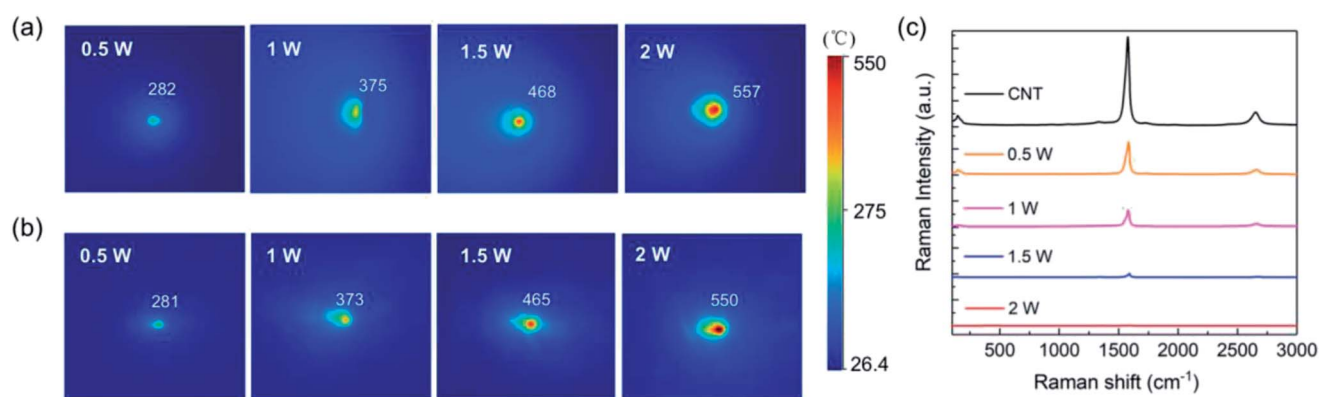 (a)
0.5 W
282
1 W
375
1.5 W
468
2 W
557
(b)
0.5 W
281
1 W
373
1.5 W
465
2 W
550
(℃)
550
275
26.4
(c)
Raman Intensity (a.u.)
CNT
0.5 W
1 W
1.5 W
2 W
500 1000 1500 2000 2500 3000
Raman shift (cm⁻¹)